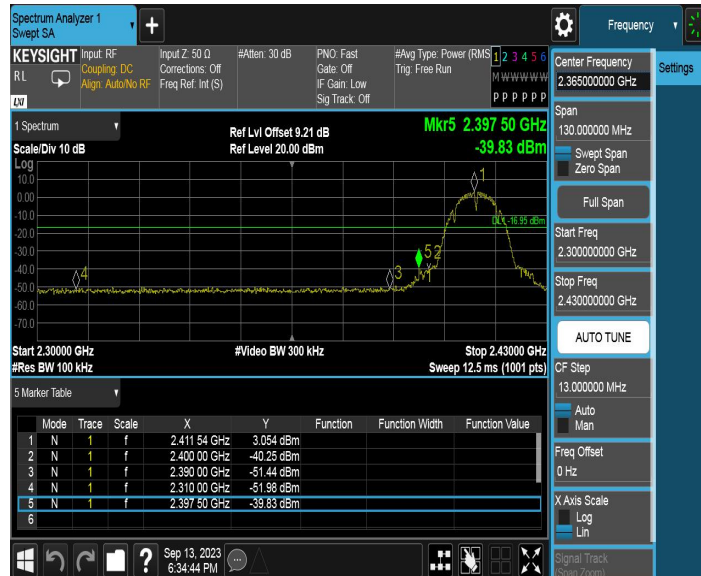 Spectrum Analyzer 1
Swept SA
+
Frequency
KEYSIGHT
RL
LXI
Input: RF
Coupling: DC
Align: Auto/No RF
Input Z: 50 Ω
Corrections: Off
Freq Ref: Int (S)
#Atten: 30 dB
PNO: Fast
Gate: Off
IF Gain: Low
Sig Track: Off
#Avg Type: Power (RMS
Trig: Free Run
1 2 3 4 5 6
M W W W W W
P P P P P P
1 Spectrum
Scale/Div 10 dB
Ref Lvl Offset 9.21 dB
Ref Level 20.00 dBm
Mkr5 2.397 50 GHz
-39.83 dBm
Log
10.0
0.00
-10.0
-20.0
-30.0
-40.0
-50.0
-60.0
-70.0
1
DL1 -16.95 dBm
5 2
4
3
Start 2.30000 GHz
#Video BW 300 kHz
Stop 2.43000 GHz
#Res BW 100 kHz
Sweep 12.5 ms (1001 pts)
5 Marker Table
Mode Trace Scale X Y Function Function Width Function Value
1 N 1 f 2.411 54 GHz 3.054 dBm
2 N 1 f 2.400 00 GHz -40.25 dBm
3 N 1 f 2.390 00 GHz -51.44 dBm
4 N 1 f 2.310 00 GHz -51.98 dBm
5 N 1 f 2.397 50 GHz -39.83 dBm
6
?
Sep 13, 2023
6:34:44 PM
Center Frequency
2.365000000 GHz
Settings
Span
130.000000 MHz
Swept Span
Zero Span
Full Span
Start Freq
2.300000000 GHz
Stop Freq
2.430000000 GHz
AUTO TUNE
CF Step
13.000000 MHz
Auto
Man
Freq Offset
0 Hz
X Axis Scale
Log
Lin
Signal Track
(Span Zoom)